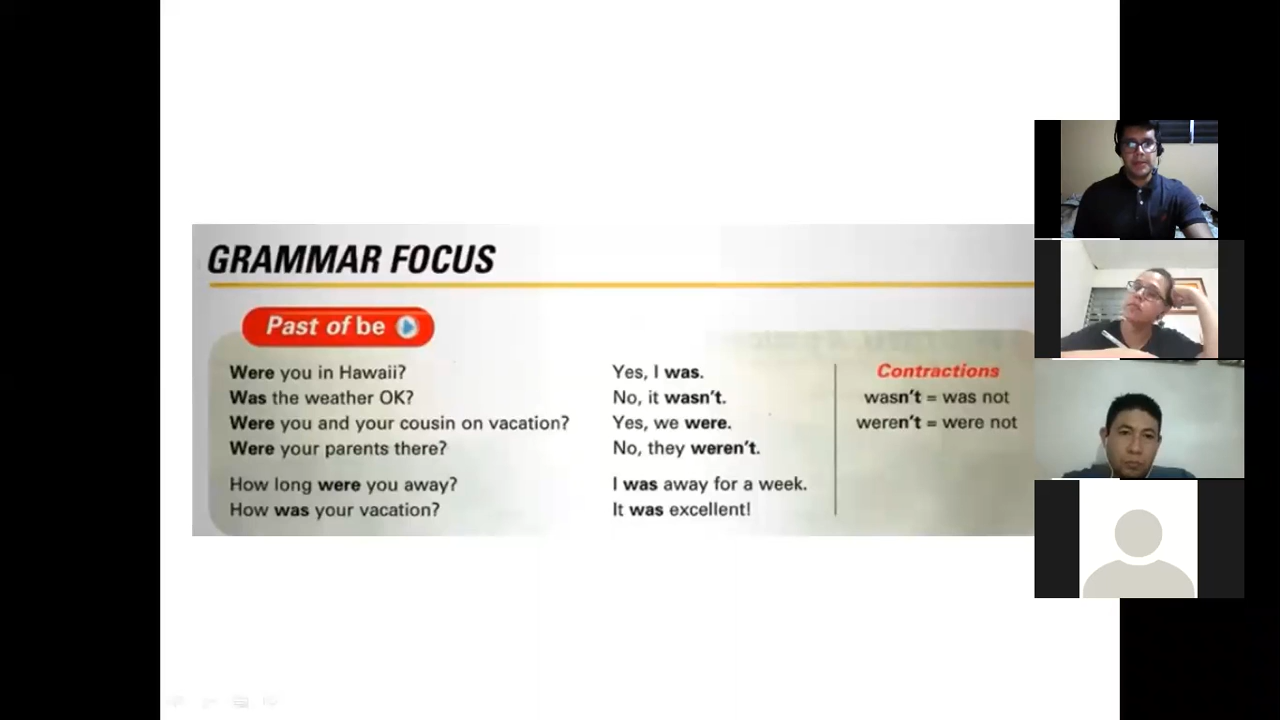 GRAMMAR FOCUS
Past of be
Were you in Hawaii? Yes, I was.
Was the weather OK? No, it wasn't.
Were you and your cousin on vacation? Yes, we were.
Were your parents there? No, they weren't.
How long were you away? I was away for a week.
How was your vacation? It was excellent!
Contractions
wasn't = was not
weren't = were not